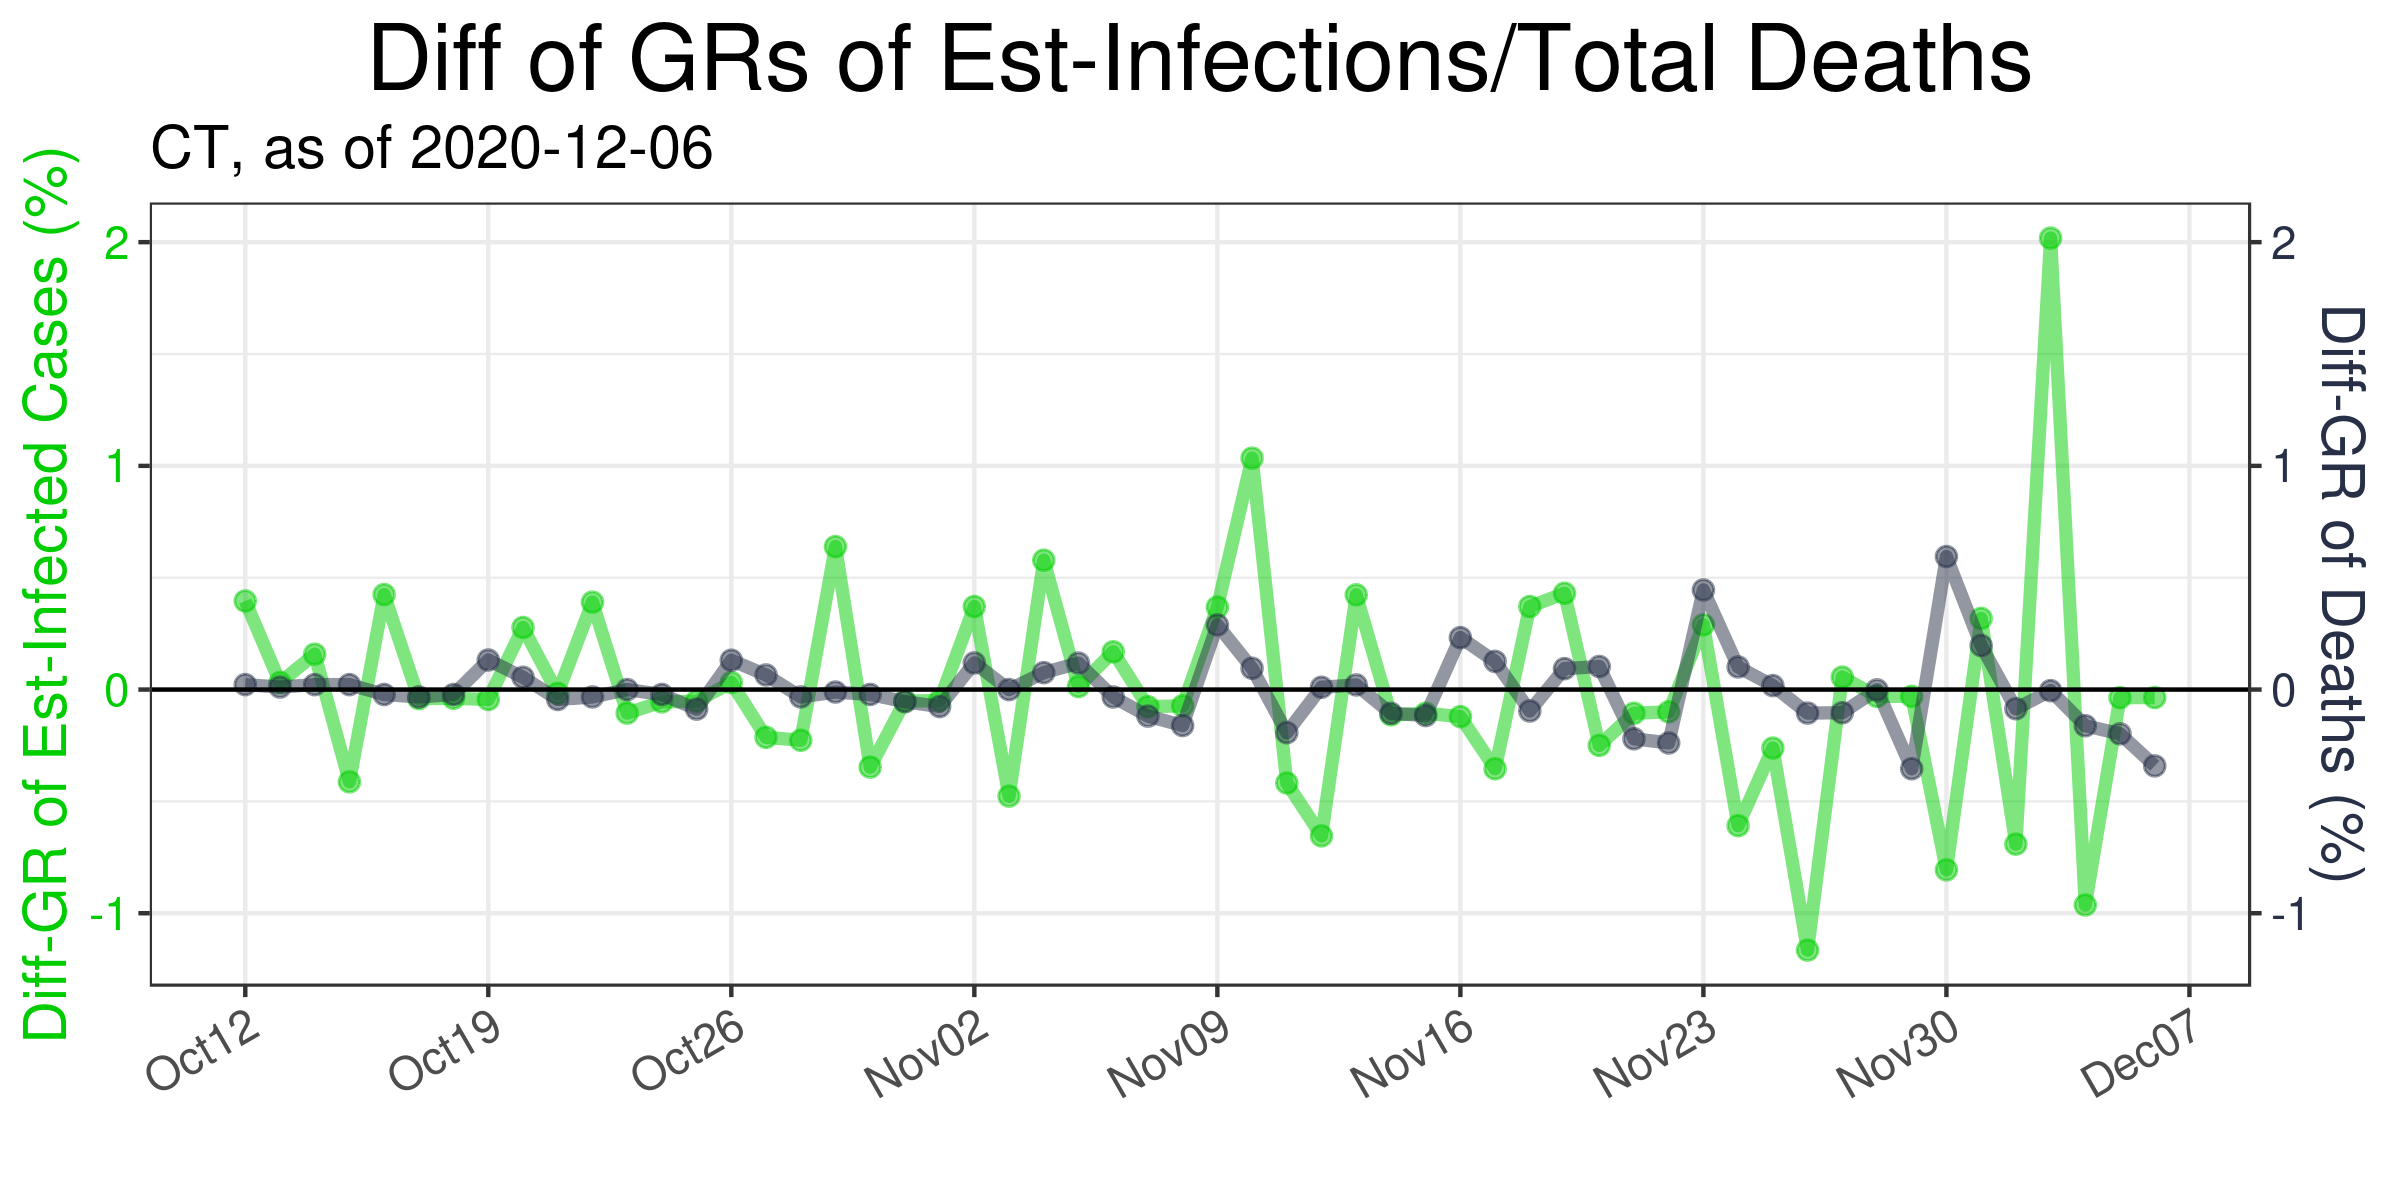 Diff of GRs of Est-Infections/Total Deaths
CT, as of 2020-12-06
Diff-GR of Est-Infected Cases (%)
2
1
0
-1
2
1
0
-1
Diff-GR of Deaths (%)
Oct12
Oct19
Oct26
Nov02
Nov09
Nov16
Nov23
Nov30
Dec07